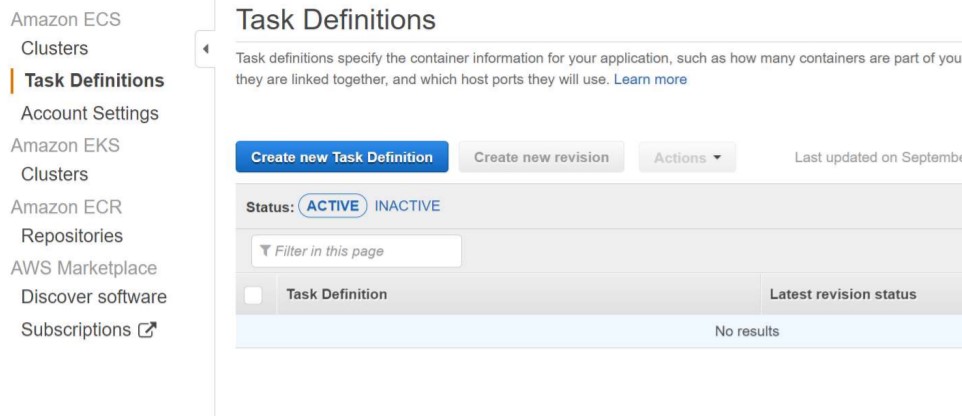 Amazon ECS
Clusters
Task Definitions
Account Settings
Amazon EKS
Clusters
Amazon ECR
Repositories
AWS Marketplace
Discover software
Subscriptions
Task Definitions
Task definitions specify the container information for your application, such as how many containers are part of you
they are linked together, and which host ports they will use. Learn more
Create new Task Definition Create new revision Actions Last updated on Septembe
Status: ACTIVE INACTIVE
Filter in this page
Task Definition Latest revision status
No results